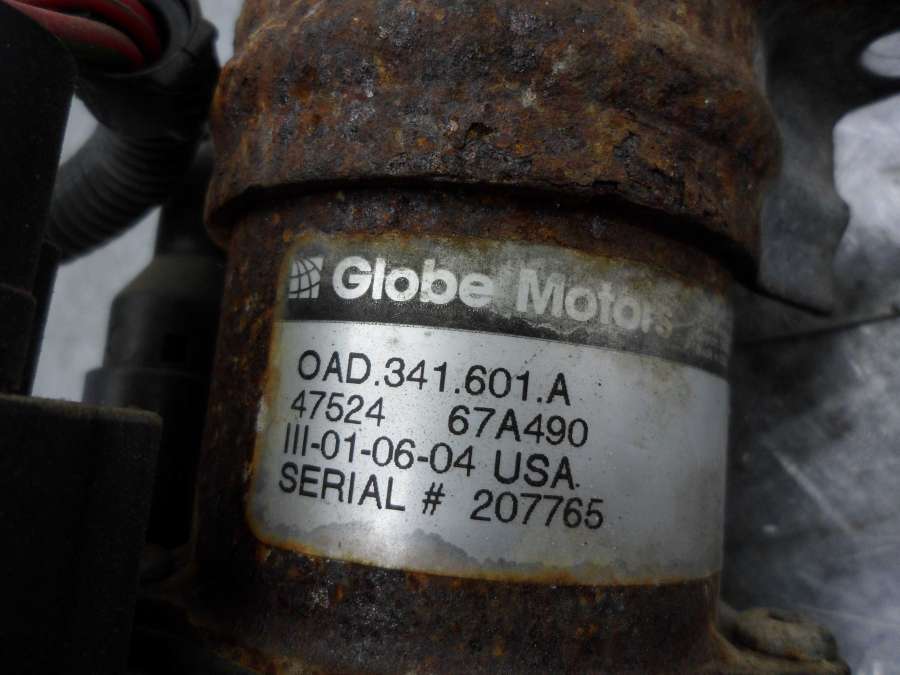 Globe Motors
OAD.341.601.A
47524 67A490
III-01-06-04 USA
SERIAL # 207765